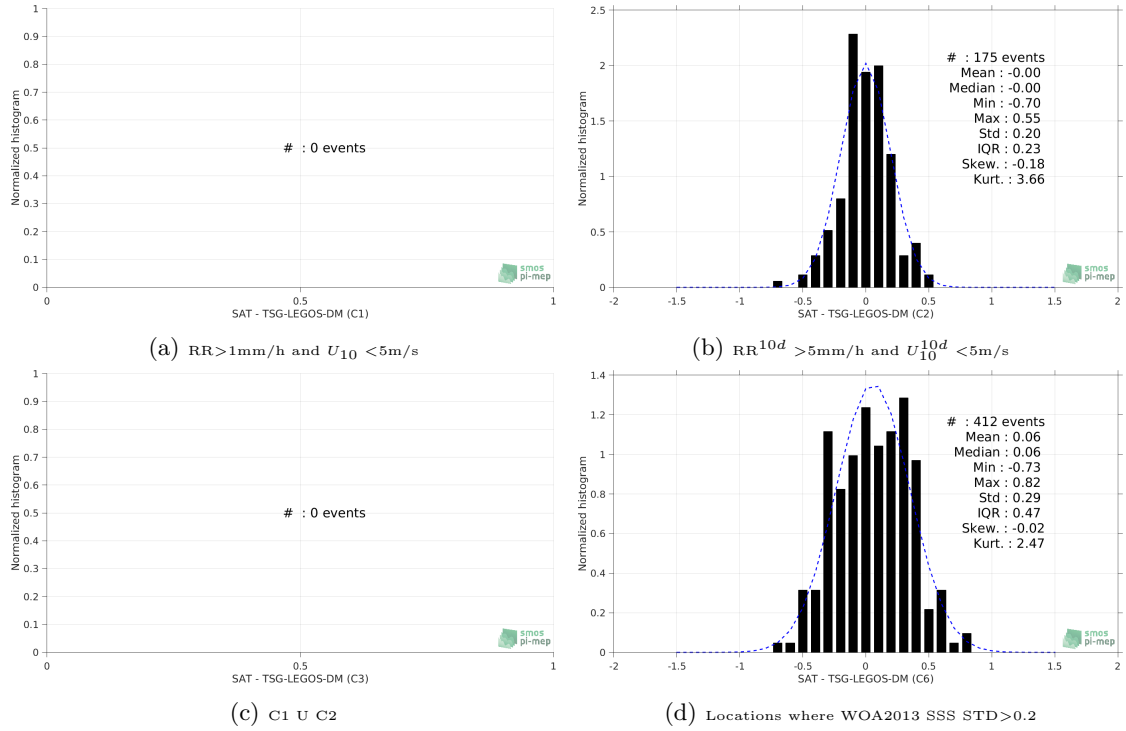 1
0.9
0.8
0.7
0.6
0.5
0.4
0.3
0.2
0.1
0
Normalized histogram
# : 0 events
smos
pi-mep
0 0.5 1
SAT - TSG-LEGOS-DM (C1)
(a) RR>1mm/h and U10 <5m/s
2.5
2
1.5
1
0.5
0
Normalized histogram
# : 175 events
Mean : -0.00
Median : -0.00
Min : -0.70
Max : 0.55
Std : 0.20
IQR : 0.23
Skew. : -0.18
Kurt. : 3.66
smos
pi-mep
-2 -1.5 -1 -0.5 0 0.5 1 1.5 2
SAT - TSG-LEGOS-DM (C2)
(b) RR^10d >5mm/h and U10^10d <5m/s
1
0.9
0.8
0.7
0.6
0.5
0.4
0.3
0.2
0.1
0
Normalized histogram
# : 0 events
smos
pi-mep
0 0.5 1
SAT - TSG-LEGOS-DM (C3)
(c) C1 U C2
1.4
1.2
1
0.8
0.6
0.4
0.2
0
Normalized histogram
# : 412 events
Mean : 0.06
Median : 0.06
Min : -0.73
Max : 0.82
Std : 0.29
IQR : 0.47
Skew. : -0.02
Kurt. : 2.47
smos
pi-mep
-2 -1.5 -1 -0.5 0 0.5 1 1.5 2
SAT - TSG-LEGOS-DM (C6)
(d) Locations where WOA2013 SSS STD>0.2